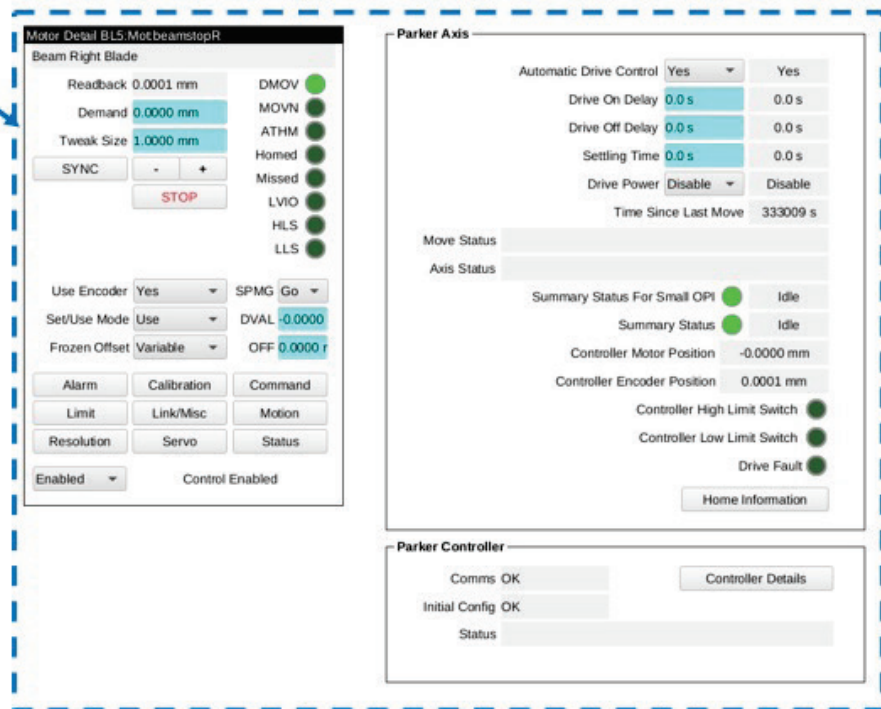 Motor Detail BL5:Mot:beamstopR
Beam Right Blade
Readback 0.0001 mm DMOV
Demand 0.0000 mm MOVN
Tweak Size 1.0000 mm ATHM
Homed
SYNC - + Missed
STOP LVIO
HLS
LLS
Use Encoder Yes SPMG Go
Set/Use Mode Use DVAL -0.0000
Frozen Offset Variable OFF 0.0000 r
Alarm Calibration Command
Limit Link/Misc Motion
Resolution Servo Status
Enabled Control Enabled
Parker Axis
Automatic Drive Control Yes Yes
Drive On Delay 0.0 s 0.0 s
Drive Off Delay 0.0 s 0.0 s
Settling Time 0.0 s 0.0 s
Drive Power Disable Disable
Time Since Last Move 333009 s
Move Status
Axis Status
Summary Status For Small OPI Idle
Summary Status Idle
Controller Motor Position -0.0000 mm
Controller Encoder Position 0.0001 mm
Controller High Limit Switch
Controller Low Limit Switch
Drive Fault
Home Information
Parker Controller
Comms OK Controller Details
Initial Config OK
Status